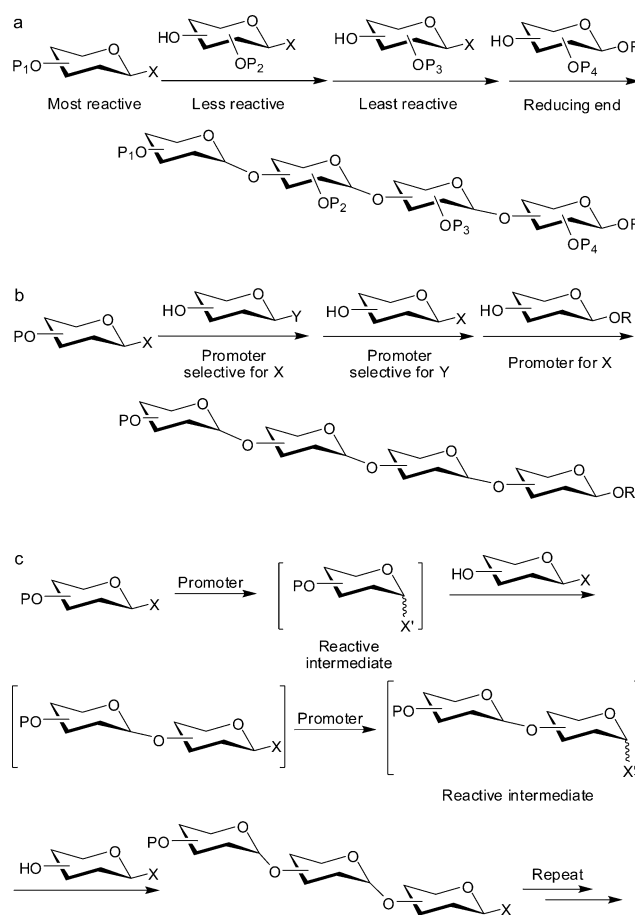 a
P1O
O
X
Most reactive
HO
O
X
OP2
Less reactive
HO
O
X
OP3
Least reactive
HO
O
OP4
Reducing end
P1O
O
O
O
OP2
O
O
OP3
O
O
OP4
b
PO
O
X
HO
O
Y
Promoter
selective for X
HO
O
X
Promoter
selective for Y
HO
O
OR
Promoter for X
PO
O
O
O
O
O
O
O
OR
c
PO
O
X
Promoter
PO
O
X'
Reactive
intermediate
HO
O
X
PO
O
O
O
X
Promoter
PO
O
O
O
X'
Reactive intermediate
HO
O
X
PO
O
O
O
O
O
X
Repeat